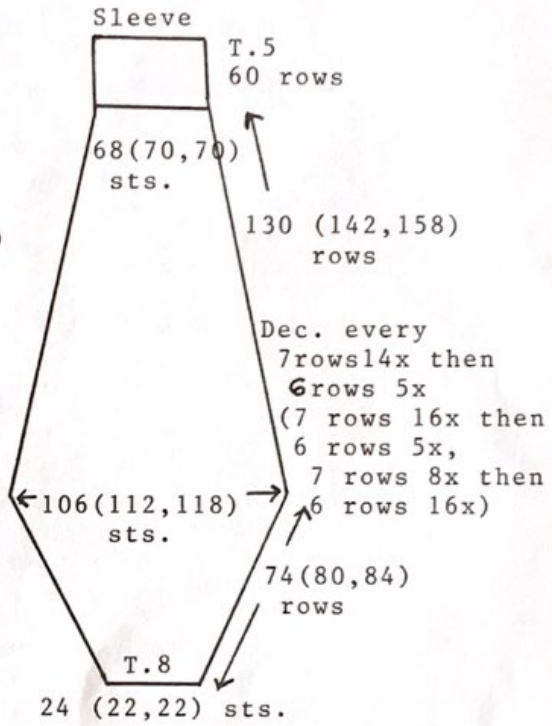 Sleeve
T.5
60 rows
68(70,70)
sts.
130 (142,158)
rows
Dec. every
7rows14x then
6rows 5x
(7 rows 16x then
6 rows 5x,
7 rows 8x then
6 rows 16x)
106(112,118)
sts.
74(80,84)
rows
T.8
24 (22,22) sts.